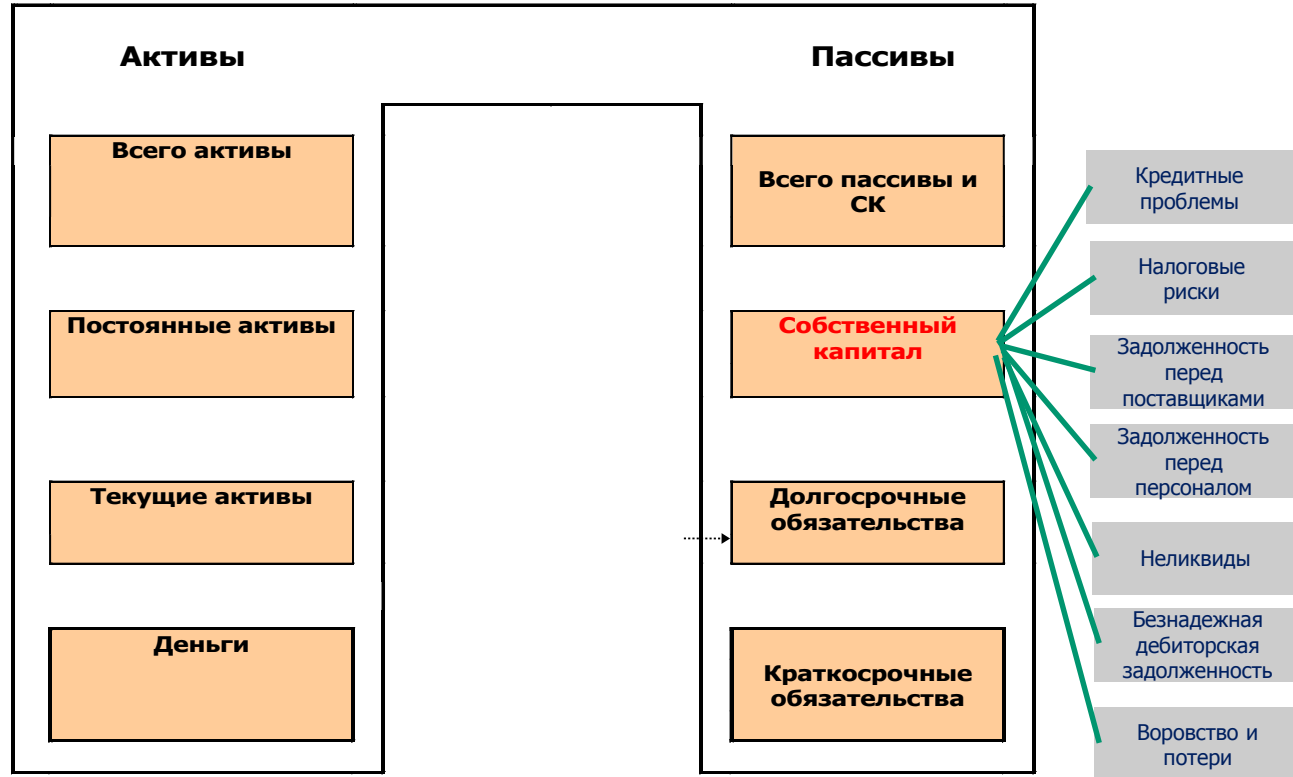 Активы
Всего активы
Постоянные активы
Текущие активы
Деньги
Пассивы
Всего пассивы и
СК
Собственный
капитал
Долгосрочные
обязательства
Краткосрочные
обязательства
Кредитные
проблемы
Налоговые
риски
Задолженность
перед
поставщиками
Задолженность
перед
персоналом
Неликвиды
Безнадежная
дебиторская
задолженность
Воровство и
потери